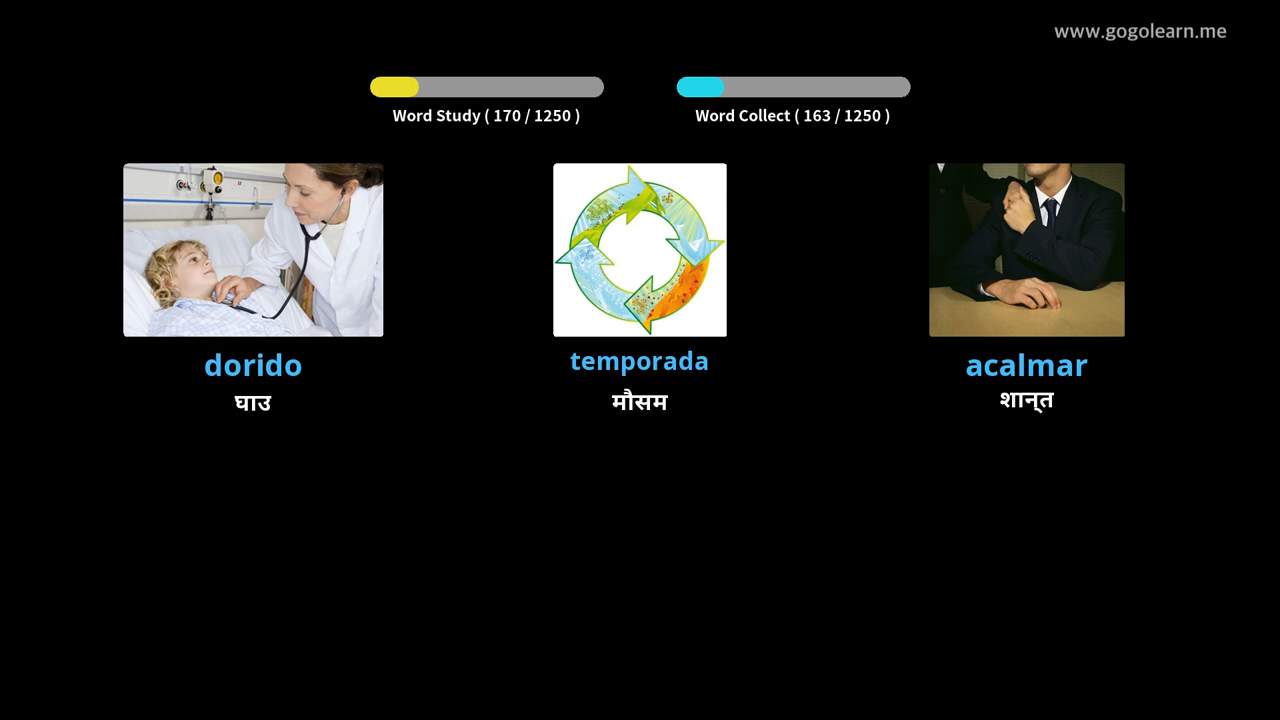 www.gogolearn.me
Word Study ( 170 / 1250 )
Word Collect ( 163 / 1250 )
dorido
घाउ
temporada
मौसम
acalmar
शान्‌त